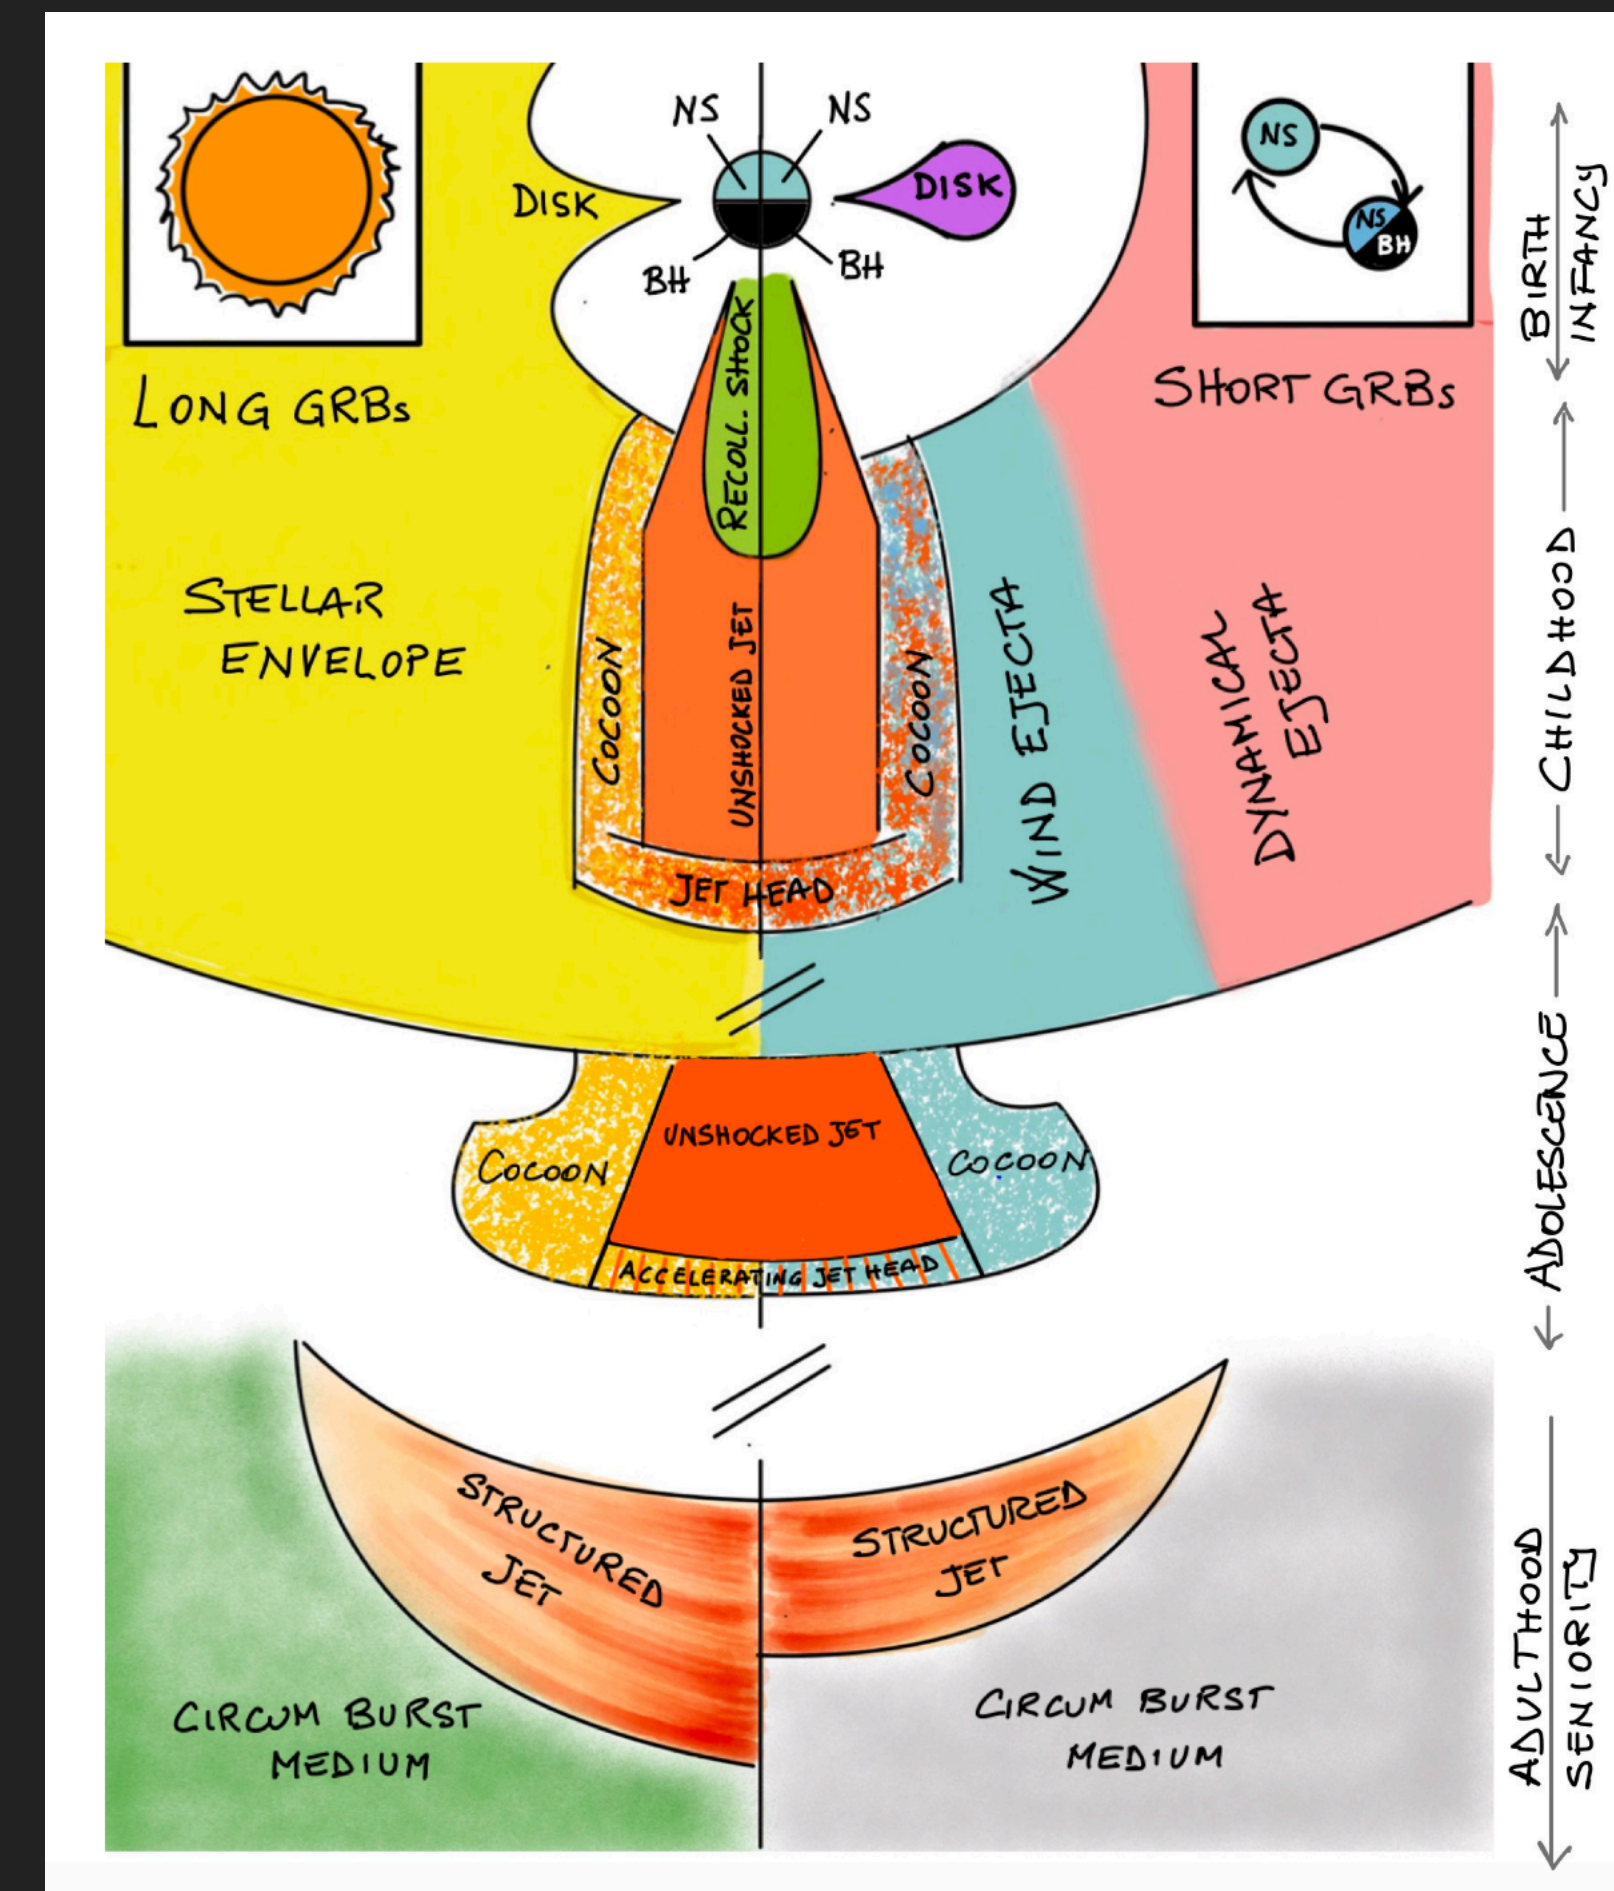 NS
NS
NS
DISK
DISK
NS
BH
BH
BH
BIRTH
INFANCY
LONG GRBs
SHORT GRBs
RECOLL. SHOCK
STELLAR
ENVELOPE
COCOON
UNSHOCKED JET
COCOON
WIND EJECTA
DYNAMICAL
EJECTA
CHILDHOOD
JET HEAD
UNSHOCKED JET
COCOON
COCOON
ACCELERATING JET HEAD
ADOLESCENCE
STRUCTURED
JET
STRUCTURED
JET
CIRCUM BURST
MEDIUM
CIRCUM BURST
MEDIUM
ADULTHOOD
SENIORITY